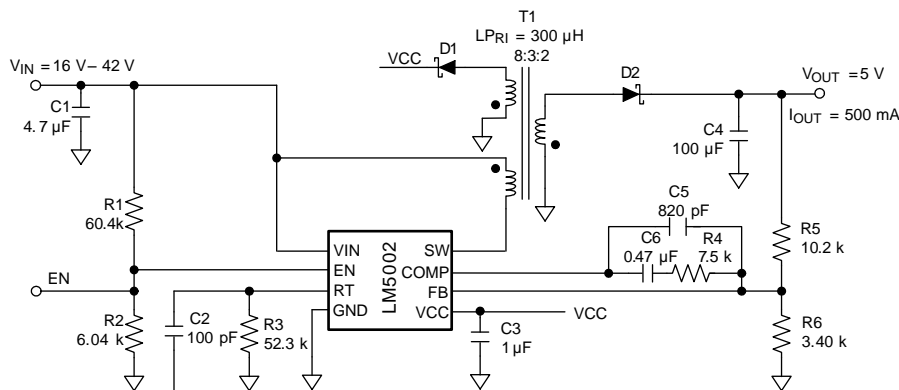 T1
LPRI = 300 µH
8:3:2
VCC
D1
D2
VIN = 16 V – 42 V
VOUT = 5 V
IOUT = 500 mA
C1
4.7 µF
C4
100 µF
R1
60.4k
C5
820 pF
C6
0.47 µF
R4
7.5 k
R5
10.2 k
VIN
EN
RT
GND
LM5002
SW
COMP
FB
VCC
EN
VCC
R2
6.04 k
C2
100 pF
R3
52.3 k
C3
1 µF
R6
3.40 k